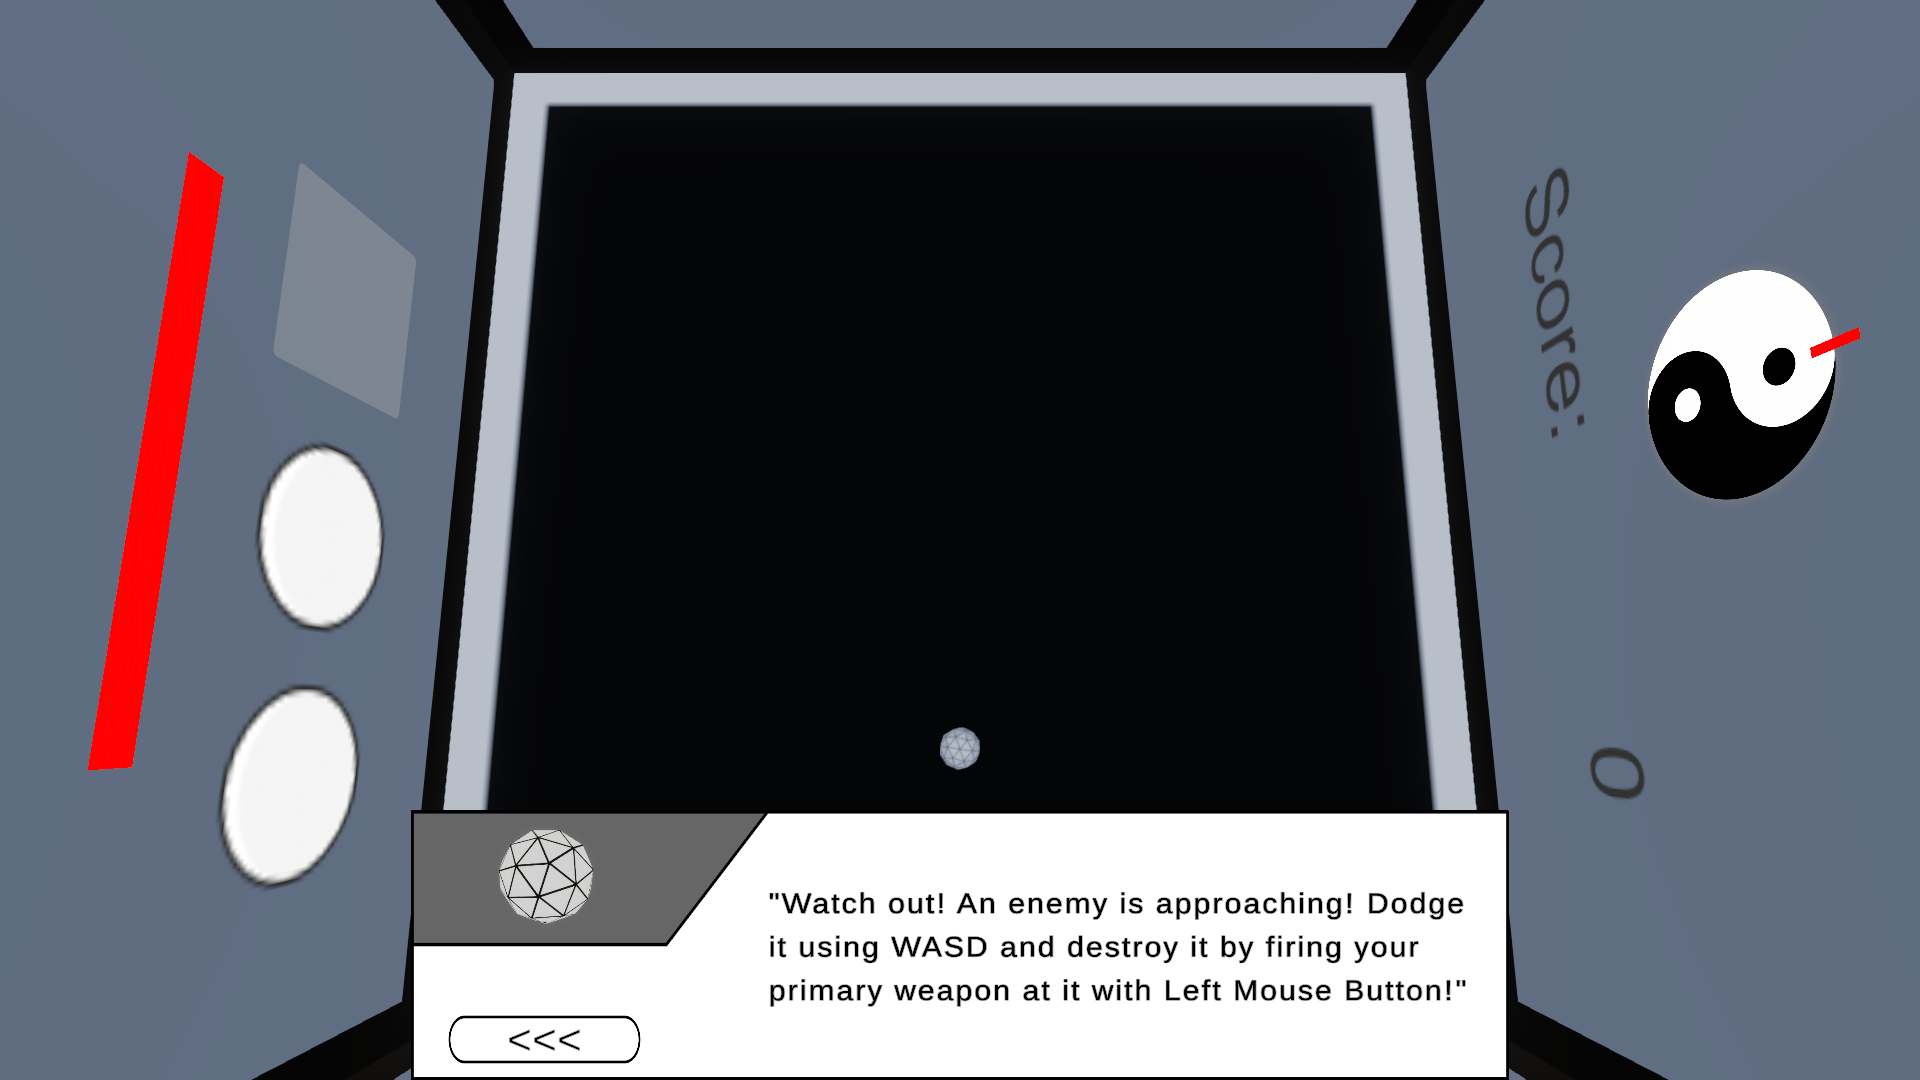 Score:
0
"Watch out! An enemy is approaching! Dodge
it using WASD and destroy it by firing your
primary weapon at it with Left Mouse Button!"
<<<